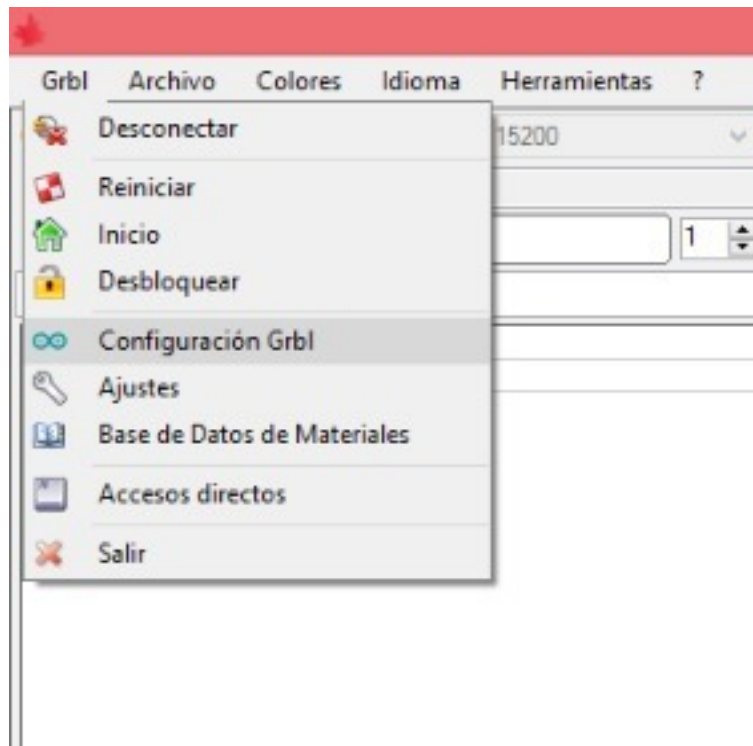 Grbl Archivo Colores Idioma Herramientas ?
Desconectar
15200
Reiniciar
Inicio
1
Desbloquear
Configuración Grbl
Ajustes
Base de Datos de Materiales
Accesos directos
Salir